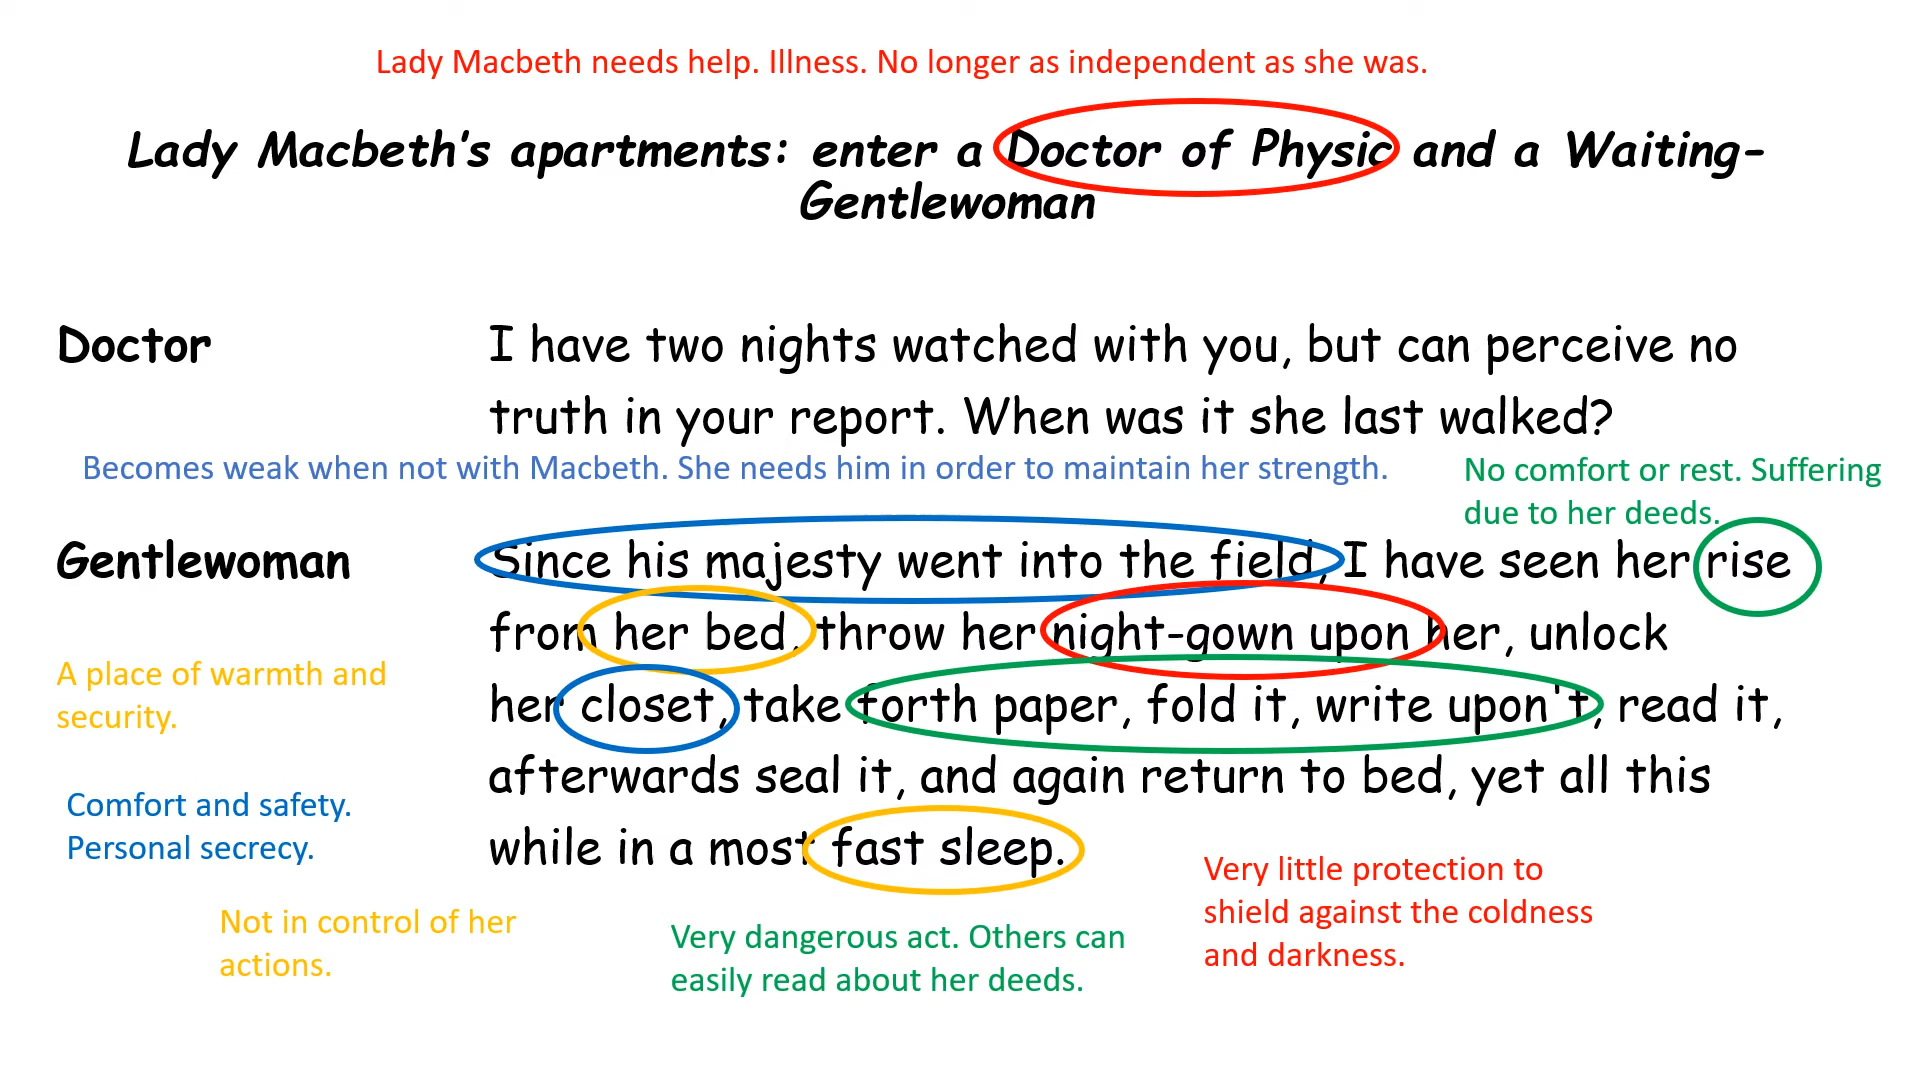 Lady Macbeth needs help. Illness. No longer as independent as she was.
Lady Macbeth's apartments: enter a Doctor of Physic and a Waiting-
Gentlewoman
Doctor
I have two nights watched with you, but can perceive no
truth in your report. When was it she last walked?
Becomes weak when not with Macbeth. She needs him in order to maintain her strength.
No comfort or rest. Suffering
due to her deeds.
Gentlewoman
Since his majesty went into the field, I have seen her rise
from her bed, throw her night-gown upon her, unlock
her closet, take forth paper, fold it, write upon't, read it,
afterwards seal it, and again return to bed, yet all this
while in a most fast sleep.
A place of warmth and
security.
Comfort and safety.
Personal secrecy.
Not in control of her
actions.
Very dangerous act. Others can
easily read about her deeds.
Very little protection to
shield against the coldness
and darkness.